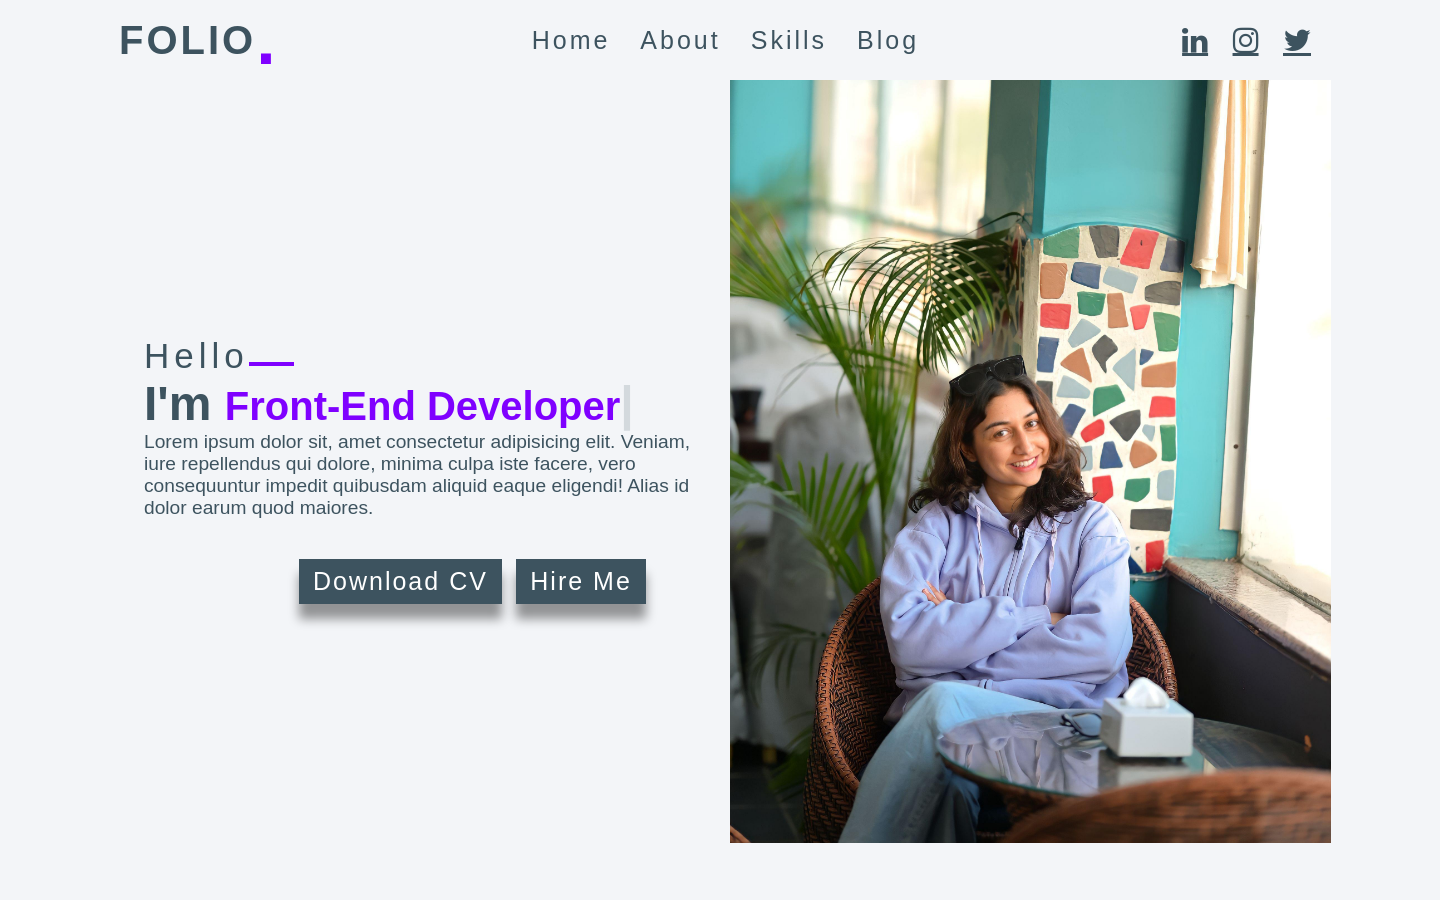 FOLIO.
Home About Skills Blog
Hello
I'm Front-End Developer
Lorem ipsum dolor sit, amet consectetur adipisicing elit. Veniam,
iure repellendus qui dolore, minima culpa iste facere, vero
consequuntur impedit quibusdam aliquid eaque eligendi! Alias id
dolor earum quod maiores.
Download CV Hire Me